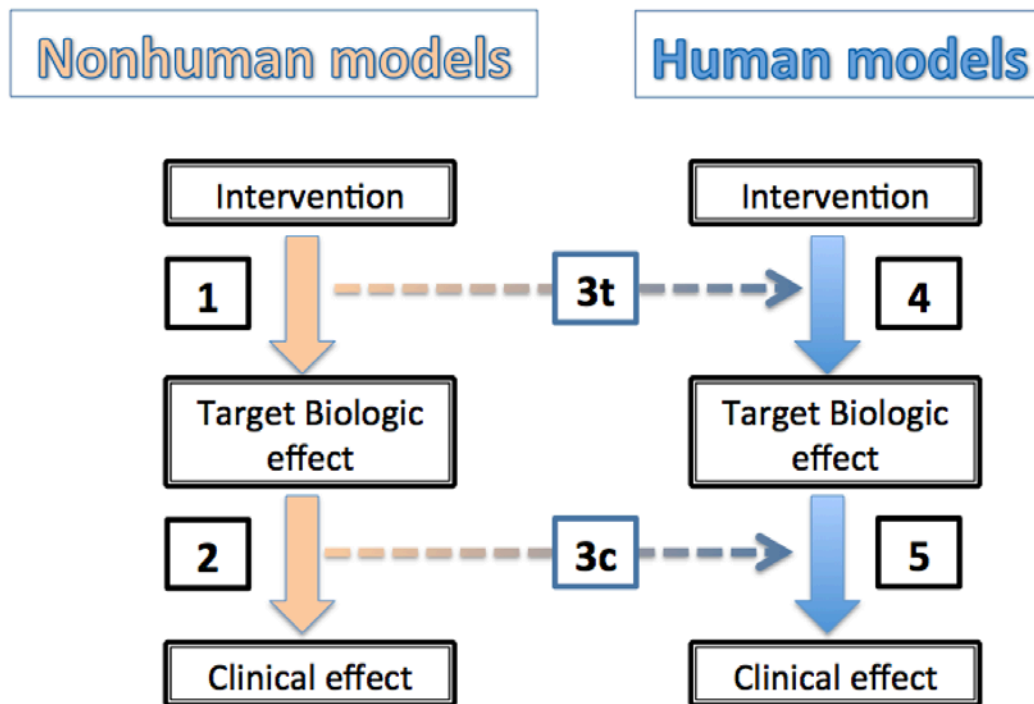 Nonhuman models
Human models
Intervention
Intervention
1
3t
4
Target Biologic
effect
Target Biologic
effect
2
3c
5
Clinical effect
Clinical effect